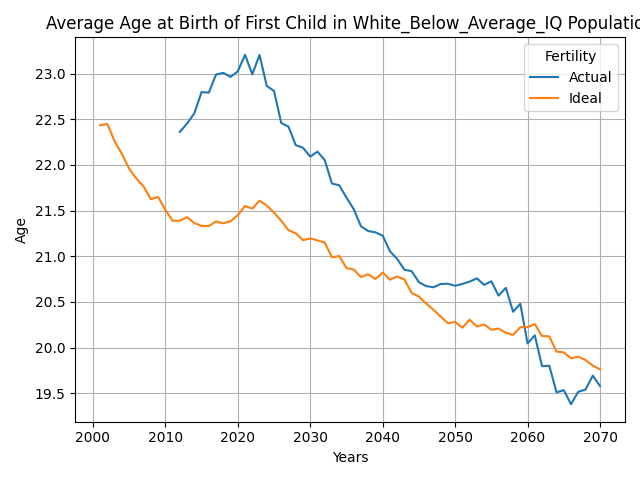 Average Age at Birth of First Child in White_Below_Average_IQ Populatio
Fertility
Actual
Ideal
23.0
22.5
22.0
21.5
21.0
20.5
20.0
19.5
Age
2000 2010 2020 2030 2040 2050 2060 2070
Years